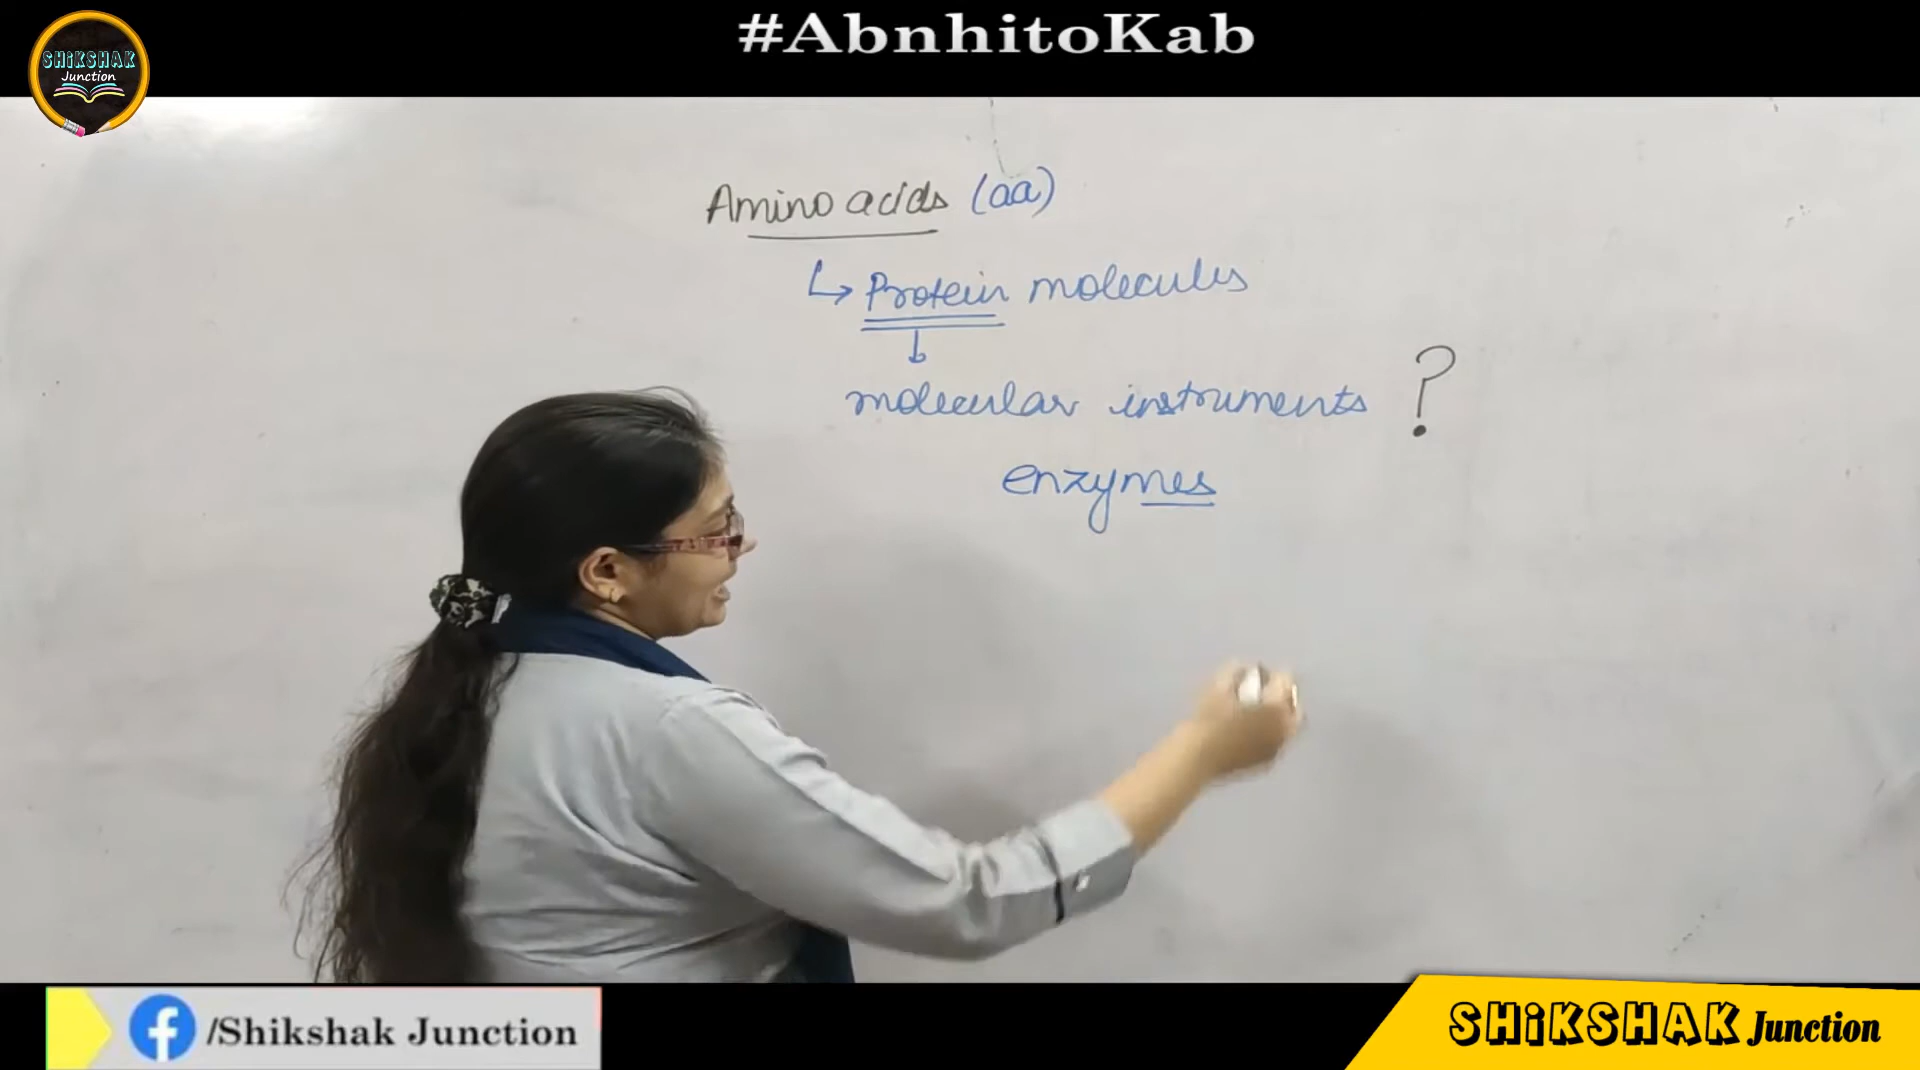 #AbnhitoKab
SHiKSHAK
Junction
Amino acids (aa)
↳ Protein molecules
↓
molecular instruments ?
enzymes
/Shikshak Junction
SHiKSHAK Junction